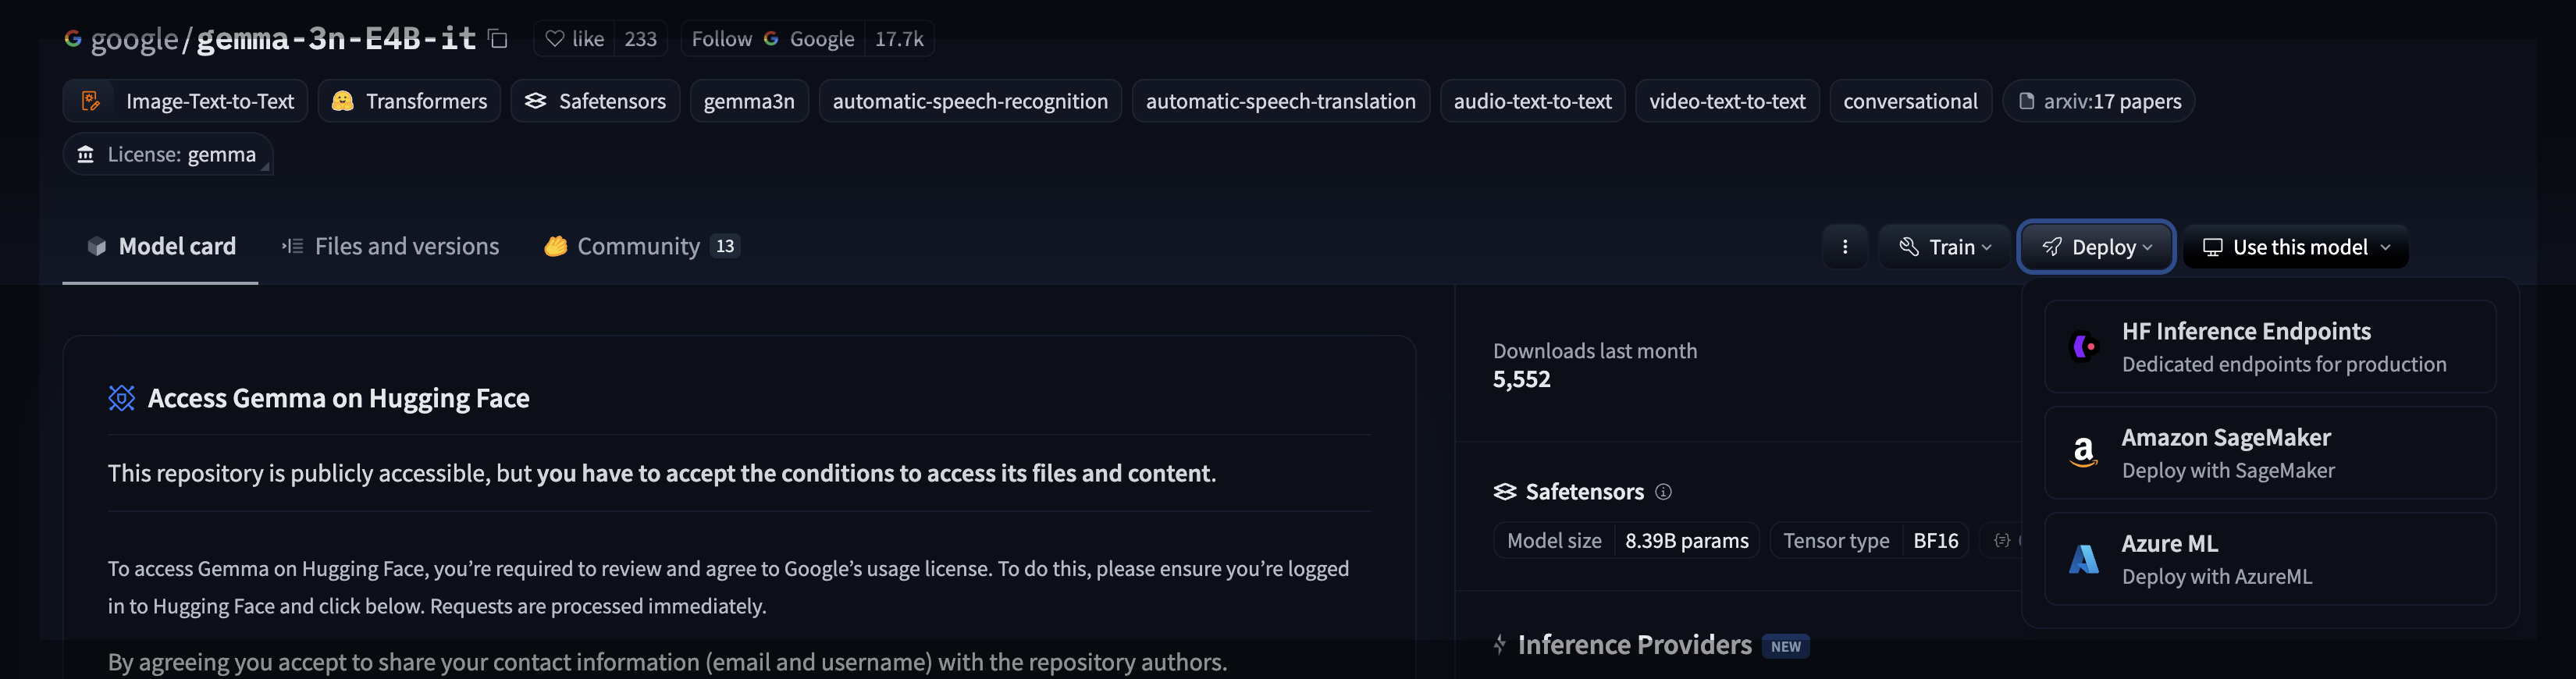 google/gemma-3n-E4B-it like 233 Follow Google 17.7k
Image-Text-to-Text Transformers Safetensors gemma3n automatic-speech-recognition automatic-speech-translation audio-text-to-text video-text-to-text conversational arxiv:17 papers
License: gemma
Model card Files and versions Community 13 Train Deploy Use this model
Access Gemma on Hugging Face
This repository is publicly accessible, but you have to accept the conditions to access its files and content.
To access Gemma on Hugging Face, you’re required to review and agree to Google’s usage license. To do this, please ensure you’re logged
in to Hugging Face and click below. Requests are processed immediately.
By agreeing you accept to share your contact information (email and username) with the repository authors.
Downloads last month
5,552
Safetensors
Model size 8.39B params Tensor type BF16
Inference Providers NEW
HF Inference Endpoints
Dedicated endpoints for production
Amazon SageMaker
Deploy with SageMaker
Azure ML
Deploy with AzureML